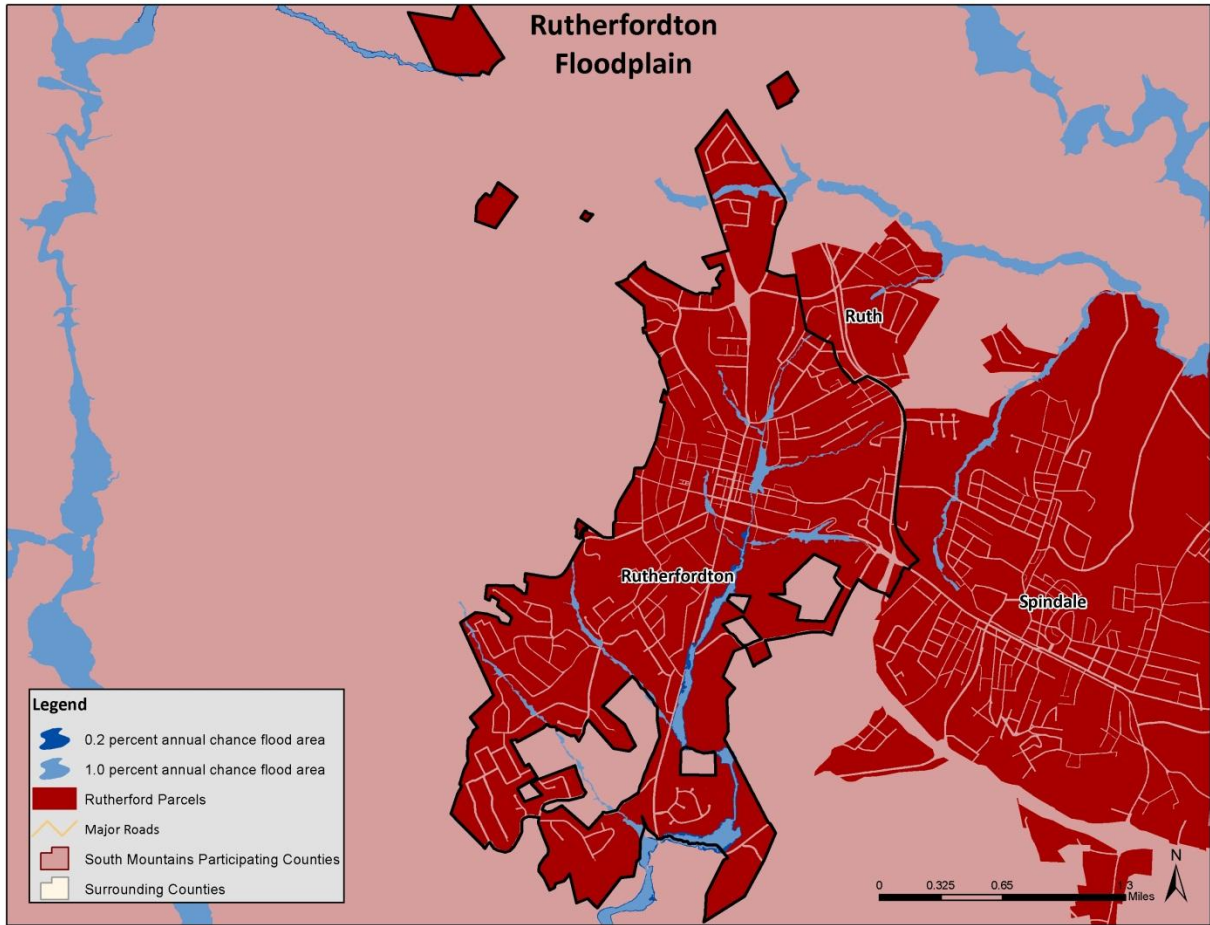 Rutherfordton
Floodplain
Ruth
Rutherfordton
Spindale
Legend
0.2 percent annual chance flood area
1.0 percent annual chance flood area
Rutherford Parcels
Major Roads
South Mountains Participating Counties
Surrounding Counties
N
0 0.325 0.65 1.3
Miles